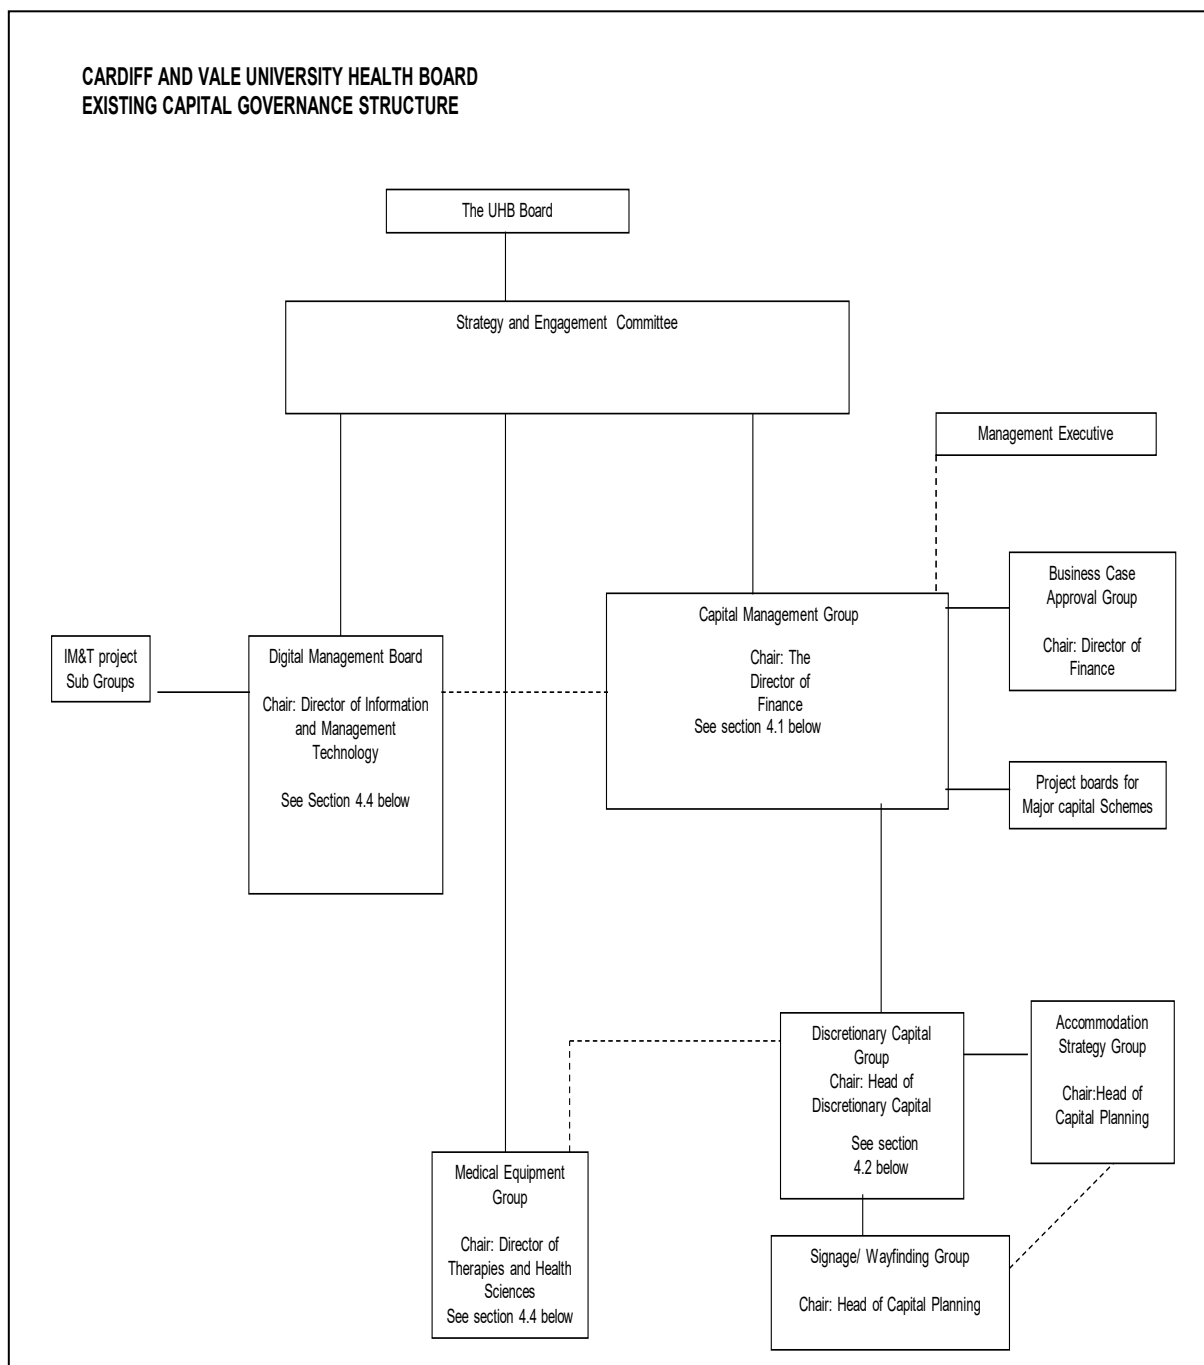 CARDIFF AND VALE UNIVERSITY HEALTH BOARD
EXISTING CAPITAL GOVERNANCE STRUCTURE
The UHB Board
Strategy and Engagement Committee
Management Executive
Business Case
Approval Group
Chair: Director of
Finance
Capital Management Group
Chair: The
Director of
Finance
See section 4.1 below
IM&T project
Sub Groups
Digital Management Board
Chair: Director of Information
and Management
Technology
See Section 4.4 below
Project boards for
Major capital Schemes
Discretionary Capital
Group
Chair: Head of
Discretionary Capital
See section
4.2 below
Accommodation
Strategy Group
Chair:Head of
Capital Planning
Medical Equipment
Group
Chair: Director of
Therapies and Health
Sciences
See section 4.4 below
Signage/ Wayfinding Group
Chair: Head of Capital Planning